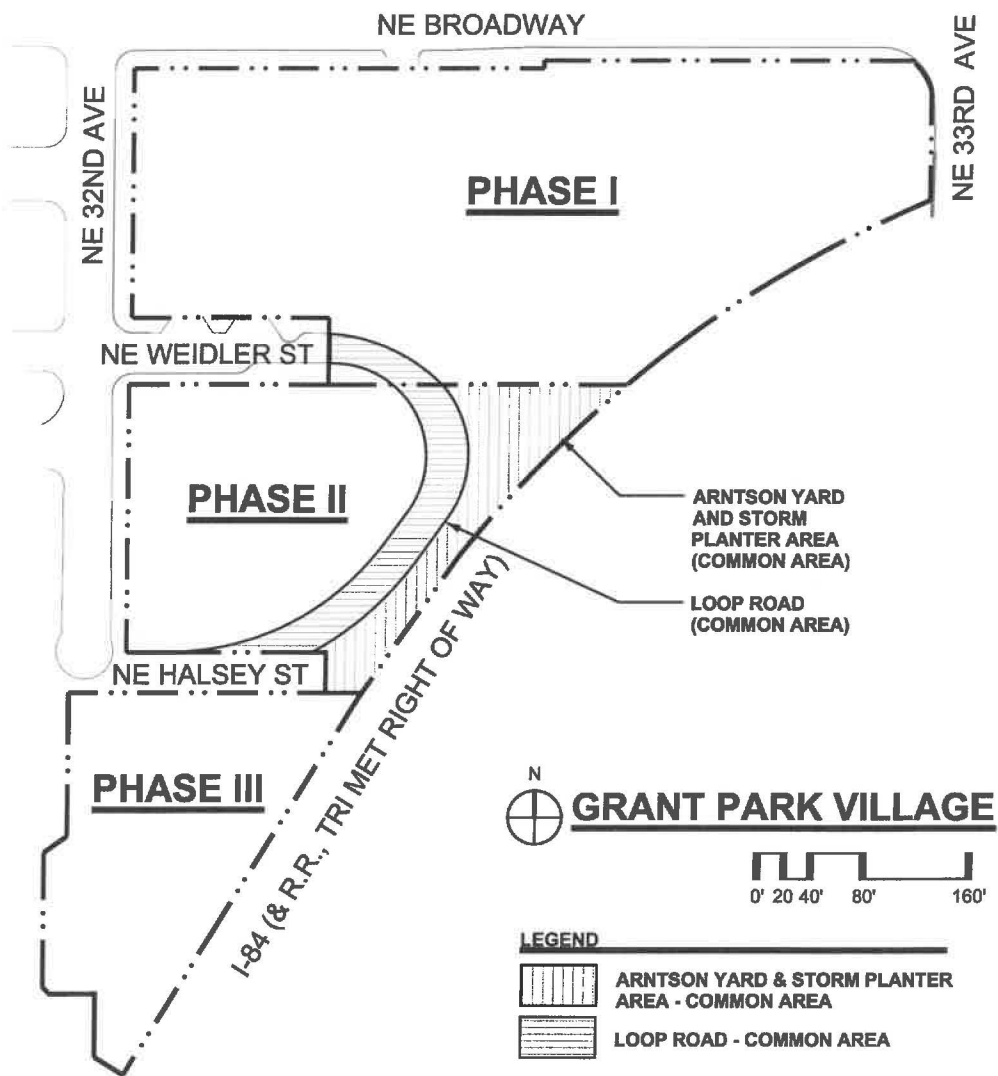 NE BROADWAY
NE 32ND AVE
NE 33RD AVE
PHASE I
NE WEIDLER ST
PHASE II
ARNTSON YARD
AND STORM
PLANTER AREA
(COMMON AREA)
LOOP ROAD
(COMMON AREA)
NE HALSEY ST
I-84 (& R.R., TRI MET RIGHT OF WAY)
PHASE III
N
GRANT PARK VILLAGE
0' 20 40' 80' 160'
LEGEND
ARNTSON YARD & STORM PLANTER
AREA - COMMON AREA
LOOP ROAD - COMMON AREA